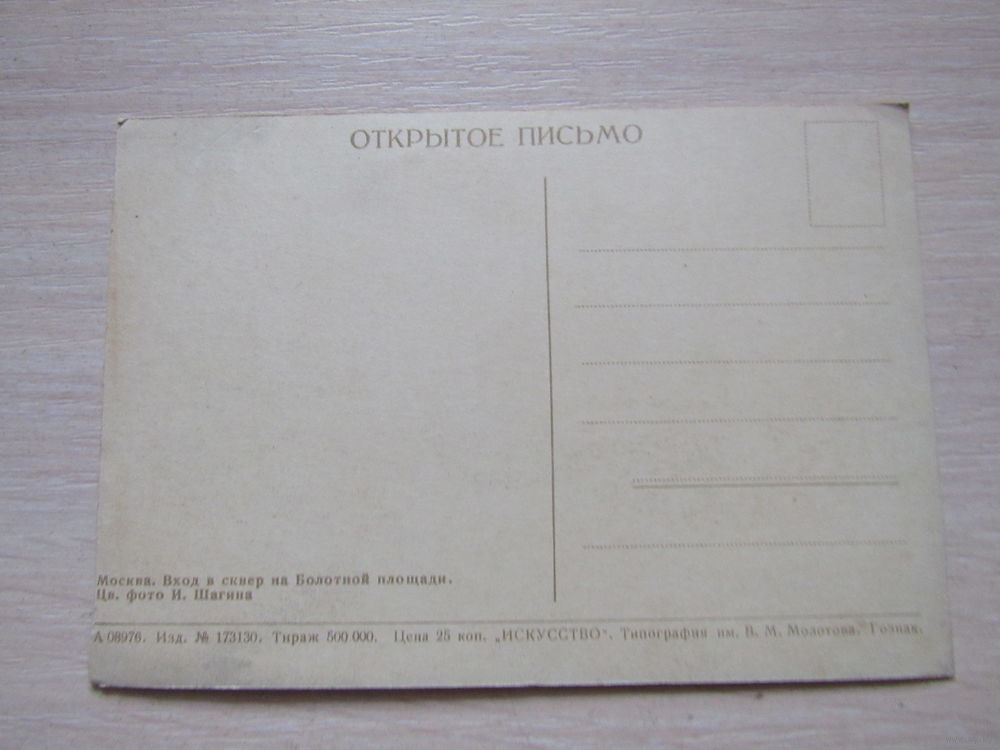 ОТКРЫТОЕ ПИСЬМО
Москва. Вход в сквер на Болотной площади.
Цв. фото И. Шагина
А 08976. Изд. № 173130. Тираж 500 000. Цена 25 коп. „ИСКУССТВО". Типография им. В. М. Молотова. Гознак.